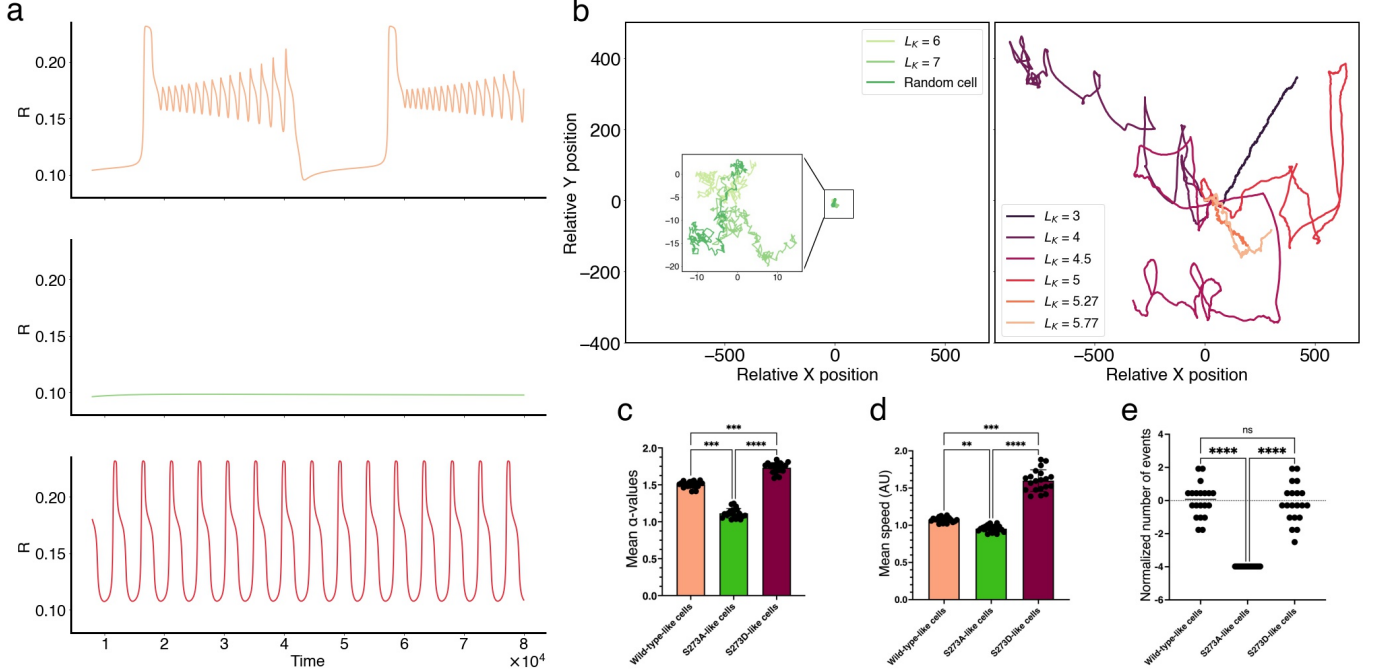 a
0.20
0.15
0.10
R
0.20
0.15
0.10
R
0.20
0.15
0.10
R
1 2 3 4 5 6 7 8
Time
×10⁴
b
400
200
0
−200
−400
Relative Y position
L_K = 6
L_K = 7
Random cell
0
−5
−10
−15
−20
−10 0 10
−500 0 500
Relative X position
L_K = 3
L_K = 4
L_K = 4.5
L_K = 5
L_K = 5.27
L_K = 5.77
−500 0 500
Relative X position
c
***
*** ****
2.0
1.5
1.0
0.5
0.0
Mean α-values
Wild-type-like cells
S273A-like cells
S273D-like cells
d
***
** ****
2.0
1.5
1.0
0.5
0.0
Mean speed (AU)
Wild-type-like cells
S273A-like cells
S273D-like cells
e
ns
**** ****
4
2
0
-2
-4
-6
Normalized number of events
Wild-type-like cells
S273A-like cells
S273D-like cells